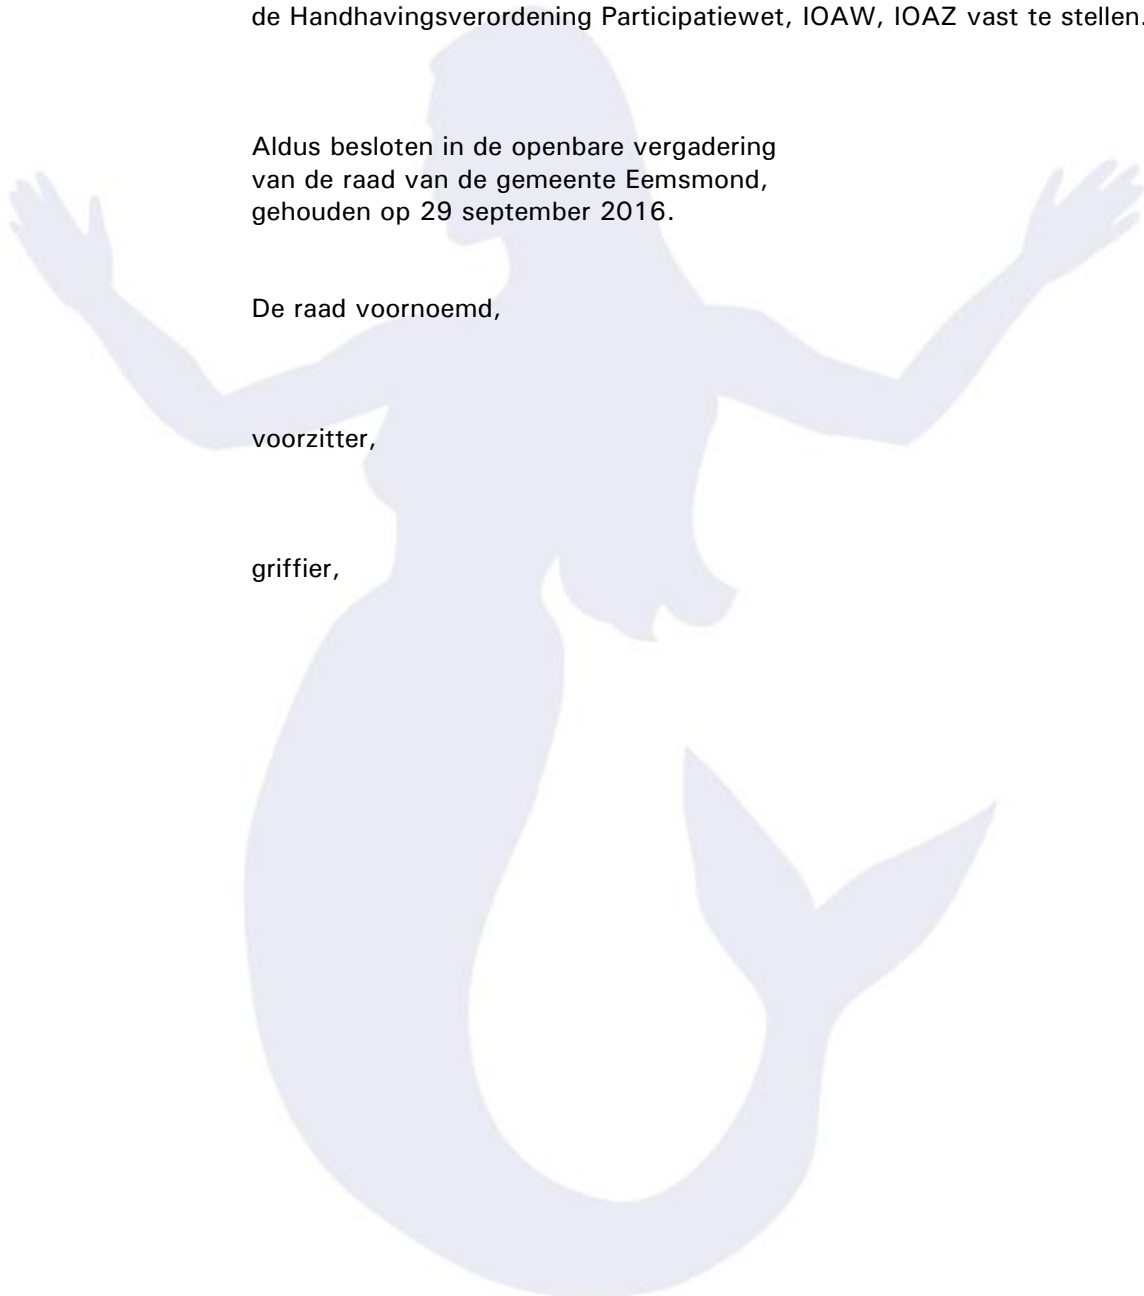 de Handhavingsverordening Participatiewet, IOAW, IOAZ vast te stellen.
Aldus besloten in de openbare vergadering
van de raad van de gemeente Eemsmond,
gehouden op 29 september 2016.
De raad voornoemd,
voorzitter,
griffier,